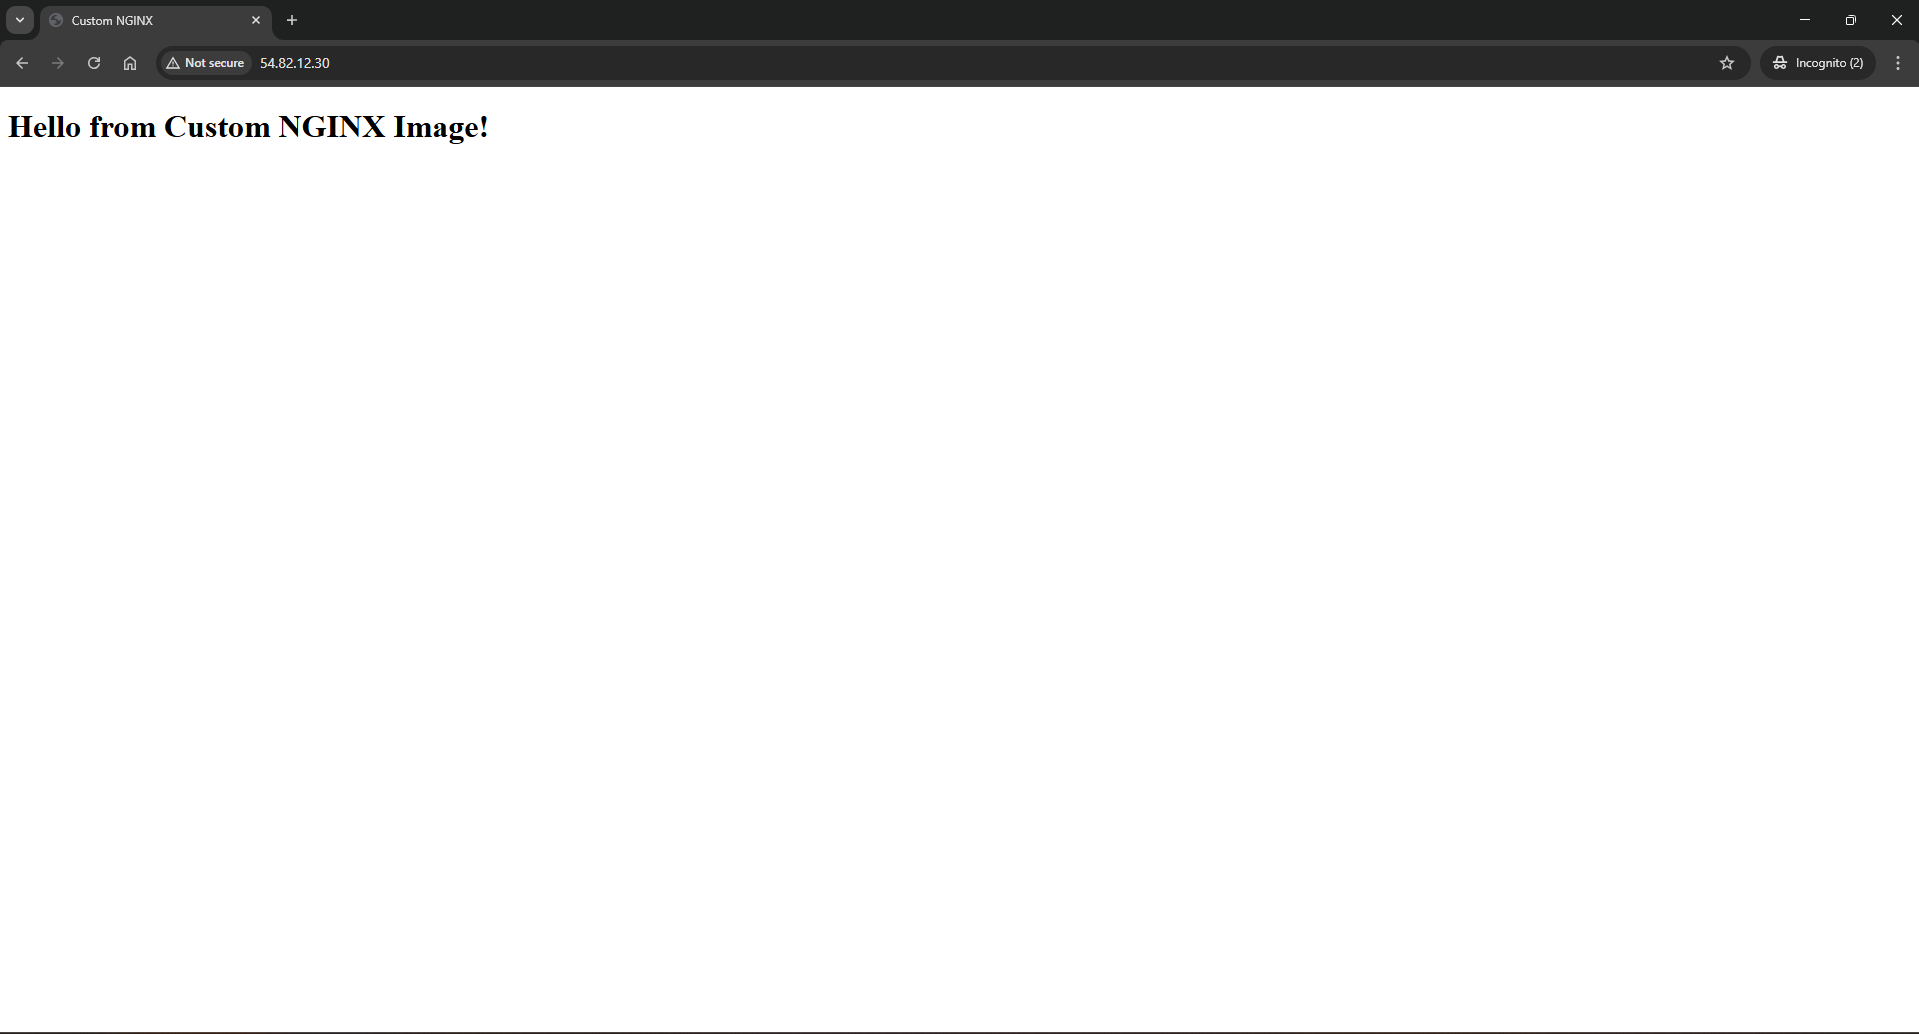 Custom NGINX
Not secure
54.82.12.30
Incognito (2)
Hello from Custom NGINX Image!